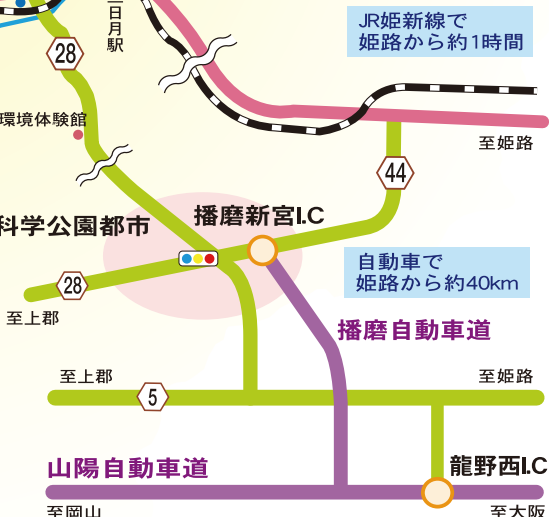 三日月駅
JR姫新線で
姫路から約1時間
28
環境体験館
至姫路
44
播磨新宮I.C
科学公園都市
自動車で
姫路から約40km
28
至上郡
播磨自動車道
至上郡
至姫路
5
山陽自動車道
龍野西I.C
至岡山
至大阪